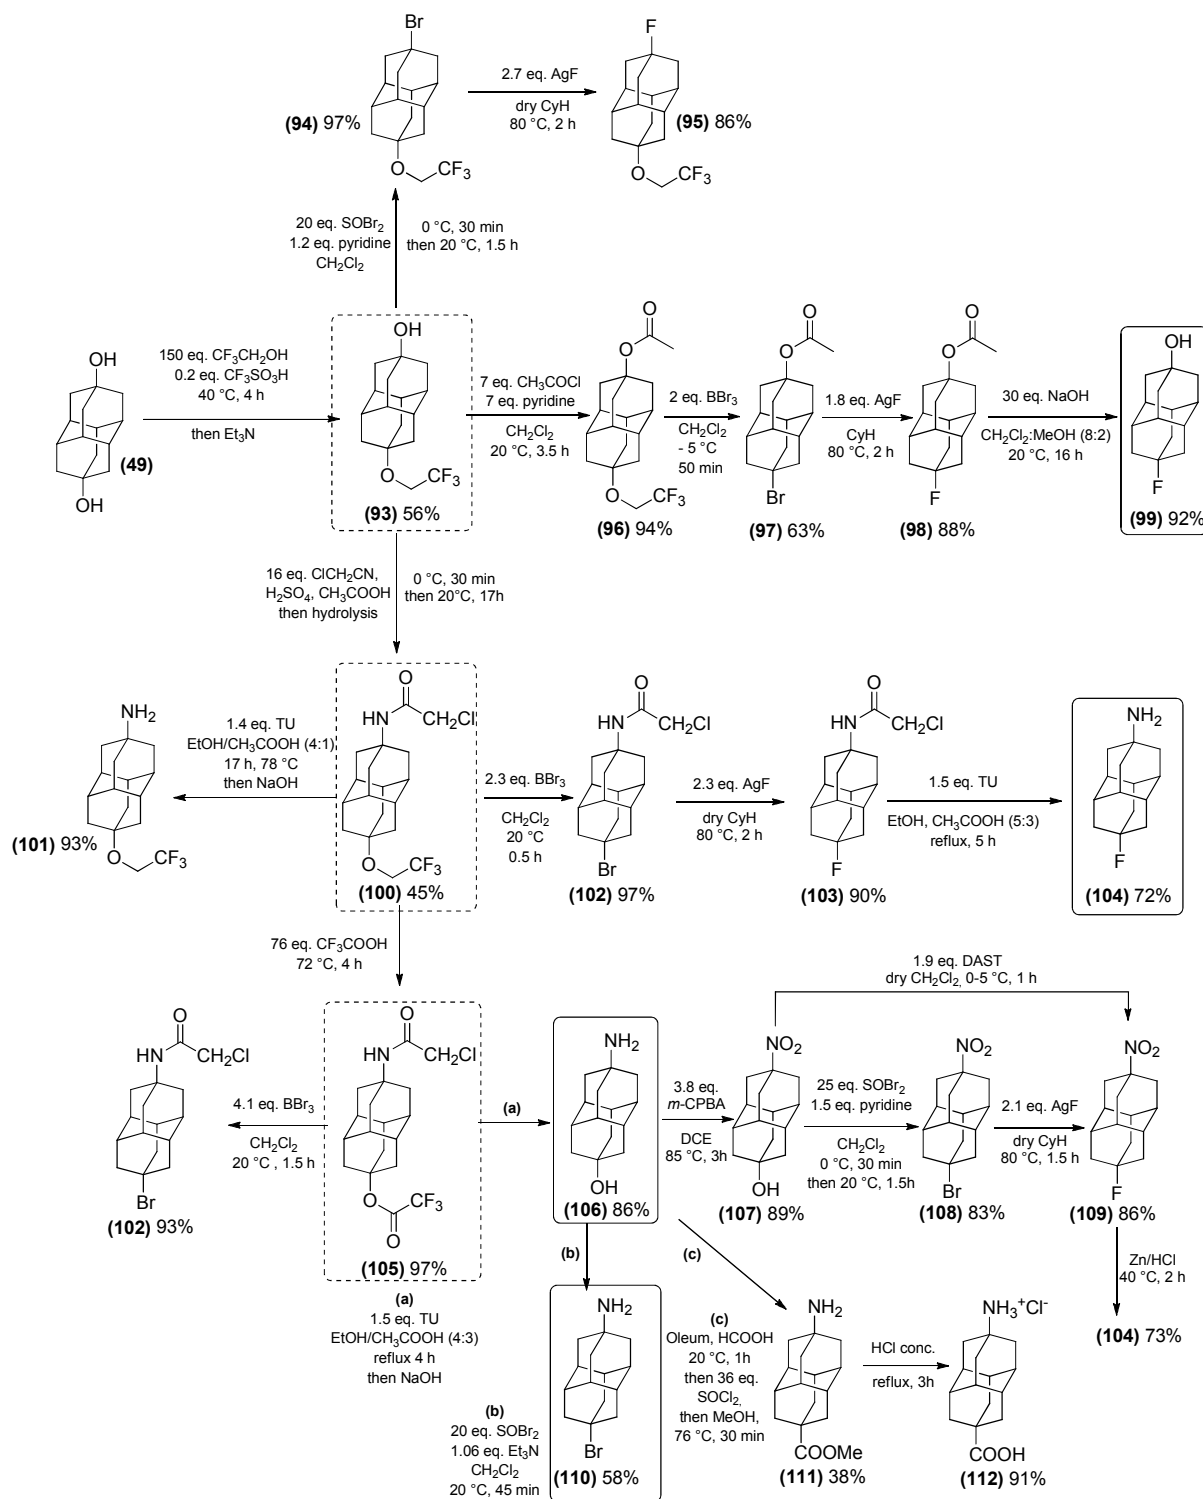 Br
F
2.7 eq. AgF
dry CyH
80 °C, 2 h
(94) 97%
(95) 86%
O
CF3
O
CF3
20 eq. SOBr2
1.2 eq. pyridine
CH2Cl2
0 °C, 30 min
then 20 °C, 1.5 h
OH
150 eq. CF3CH2OH
0.2 eq. CF3SO3H
40 °C, 4 h
then Et3N
(49)
OH
OH
O
CF3
(93) 56%
7 eq. CH3COCl
7 eq. pyridine
CH2Cl2
20 °C, 3.5 h
O
O
O
CF3
(96) 94%
2 eq. BBr3
CH2Cl2
- 5 °C
50 min
O
O
Br
(97) 63%
1.8 eq. AgF
CyH
80 °C, 2 h
O
O
F
(98) 88%
30 eq. NaOH
CH2Cl2:MeOH (8:2)
20 °C, 16 h
OH
F
(99) 92%
16 eq. ClCH2CN,
H2SO4, CH3COOH
then hydrolysis
0 °C, 30 min
then 20°C, 17h
NH2
1.4 eq. TU
EtOH/CH3COOH (4:1)
17 h, 78 °C
then NaOH
(101) 93%
O
CF3
O
HN
CH2Cl
O
CF3
(100) 45%
2.3 eq. BBr3
CH2Cl2
20 °C
0.5 h
O
HN
CH2Cl
Br
(102) 97%
2.3 eq. AgF
dry CyH
80 °C, 2 h
O
HN
CH2Cl
F
(103) 90%
1.5 eq. TU
EtOH, CH3COOH (5:3)
reflux, 5 h
NH2
F
(104) 72%
76 eq. CF3COOH
72 °C, 4 h
1.9 eq. DAST
dry CH2Cl2, 0-5 °C, 1 h
O
HN
CH2Cl
Br
(102) 93%
4.1 eq. BBr3
CH2Cl2
20 °C , 1.5 h
O
HN
CH2Cl
O
CF3
O
(105) 97%
(a)
NH2
OH
(106) 86%
3.8 eq.
m-CPBA
DCE
85 °C, 3h
NO2
OH
(107) 89%
25 eq. SOBr2
1.5 eq. pyridine
CH2Cl2
0 °C, 30 min
then 20 °C, 1.5h
NO2
Br
(108) 83%
2.1 eq. AgF
dry CyH
80 °C, 1.5 h
NO2
F
(109) 86%
Zn/HCl
40 °C, 2 h
(104) 73%
(a)
1.5 eq. TU
EtOH/CH3COOH (4:3)
reflux 4 h
then NaOH
(b)
(c)
(b)
20 eq. SOBr2
1.06 eq. Et3N
CH2Cl2
20 °C, 45 min
NH2
Br
(110) 58%
(c)
Oleum, HCOOH
20 °C, 1h
then 36 eq.
SOCl2,
then MeOH,
76 °C, 30 min
NH2
COOMe
(111) 38%
HCl conc.
reflux, 3h
NH3+Cl-
COOH
(112) 91%